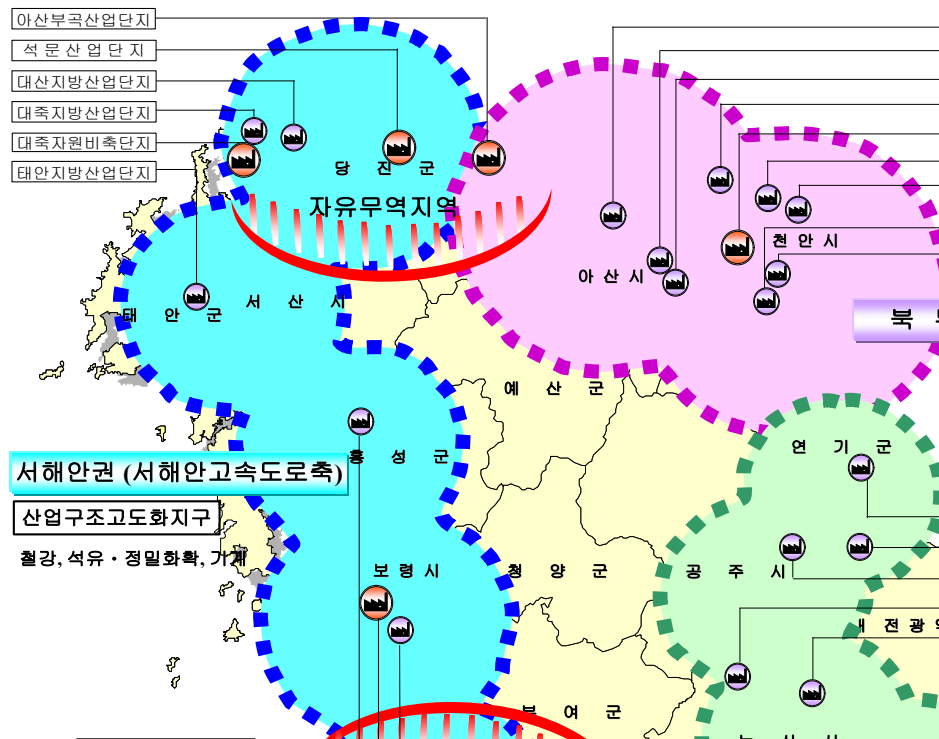 아산부곡산업단지
석 문 산 업 단 지
대산지방산업단지
대죽지방산업단지
대죽자원비축단지
태안지방산업단지
당 진 군
자유무역지역
천 안 시
아 산 시
태 안 군
서 산 시
북
예 산 군
연 기 군
홍 성 군
서해안권 (서해안고속도로축)
산업구조고도화지구
철강, 석유·정밀화확, 기계
보 령 시
청 양 군
공 주 시
전 광
부 여 군